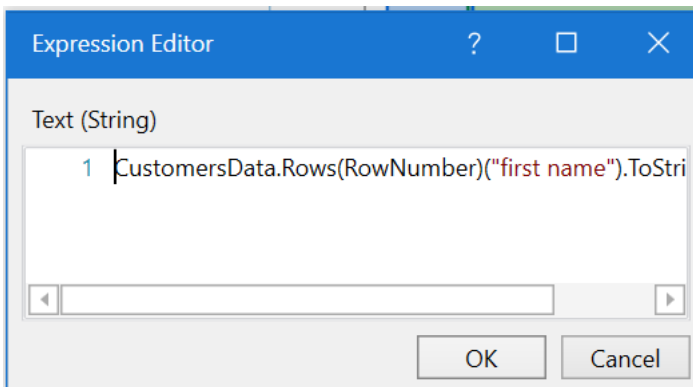 Expression Editor ?
Text (String)
1 CustomersData.Rows(RowNumber)("first name").ToStri
OK Cancel